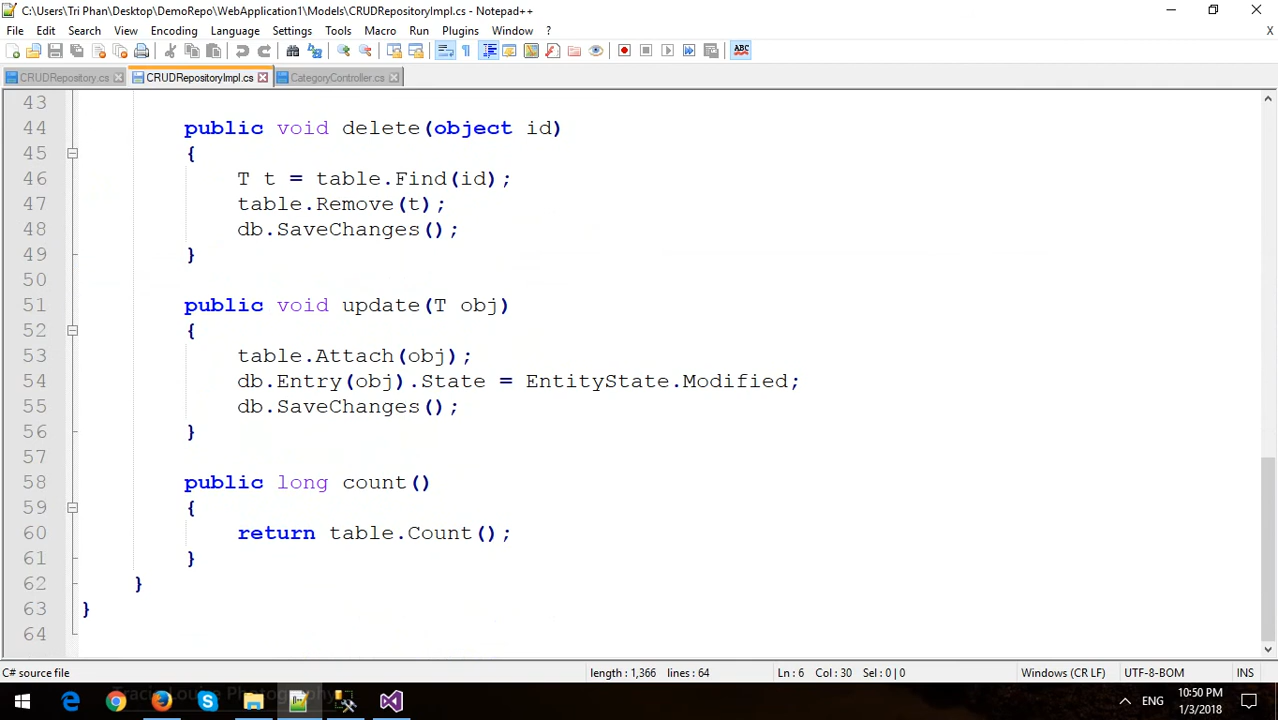 C:\Users\Tri Phan\Desktop\DemoRepo\WebApplication1\Models\CRUDRepositoryImpl.cs - Notepad++
File Edit Search View Encoding Language Settings Tools Macro Run Plugins Window ? X
ABC
CRUDRepository.cs CRUDRepositoryImpl.cs CategoryController.cs
43
44 public void delete(object id)
45 {
46 T t = table.Find(id);
47 table.Remove(t);
48 db.SaveChanges();
49 }
50
51 public void update(T obj)
52 {
53 table.Attach(obj);
54 db.Entry(obj).State = EntityState.Modified;
55 db.SaveChanges();
56 }
57
58 public long count()
59 {
60 return table.Count();
61 }
62 }
63 }
64
C# source file length : 1,366 lines : 64 Ln : 6 Col : 30 Sel : 0 | 0 Windows (CR LF) UTF-8-BOM INS
Tracie Louise Photography
ENG 10:50 PM
1/3/2018